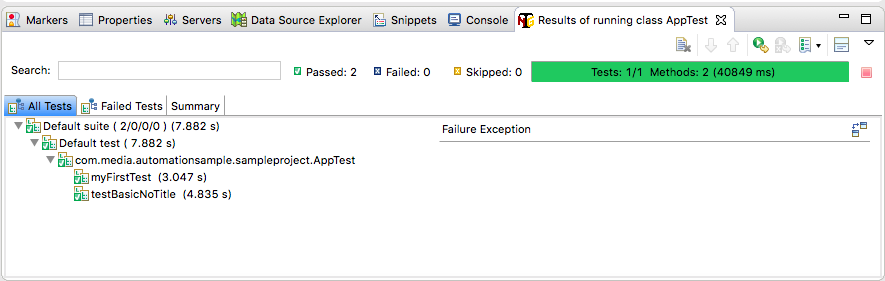 Markers Properties Servers Data Source Explorer Snippets Console Results of running class AppTest
Search: Passed: 2 Failed: 0 Skipped: 0 Tests: 1/1 Methods: 2 (40849 ms)
All Tests Failed Tests Summary
Default suite ( 2/0/0/0 ) (7.882 s) Failure Exception
Default test ( 7.882 s)
com.media.automationsample.sampleproject.AppTest
myFirstTest (3.047 s)
testBasicNoTitle (4.835 s)